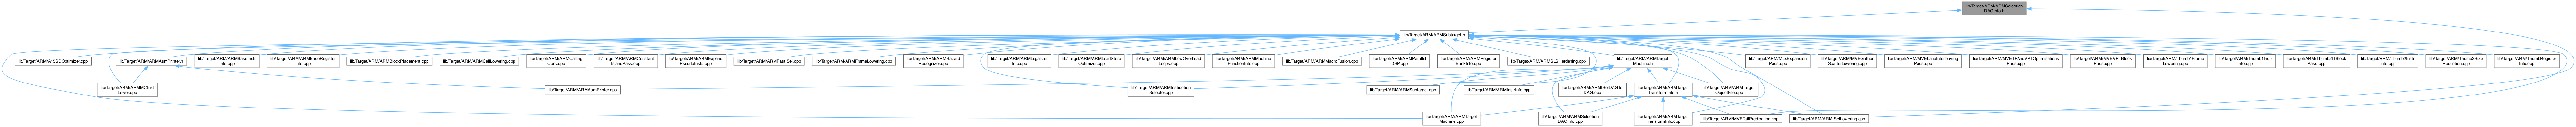 lib/Target/ARM/ARMSelection
DAGInfo.h
lib/Target/ARM/ARMSubtarget.h
lib/Target/ARM/A15SDOptimizer.cpp
lib/Target/ARM/ARMAsmPrinter.h
lib/Target/ARM/ARMBaseInstr
Info.cpp
lib/Target/ARM/ARMBaseRegister
Info.cpp
lib/Target/ARM/ARMBlockPlacement.cpp
lib/Target/ARM/ARMCallLowering.cpp
lib/Target/ARM/ARMCalling
Conv.cpp
lib/Target/ARM/ARMConstant
IslandPass.cpp
lib/Target/ARM/ARMExpand
PseudoInsts.cpp
lib/Target/ARM/ARMFastISel.cpp
lib/Target/ARM/ARMFrameLowering.cpp
lib/Target/ARM/ARMHazard
Recognizer.cpp
lib/Target/ARM/ARMLegalizer
Info.cpp
lib/Target/ARM/ARMLoadStore
Optimizer.cpp
lib/Target/ARM/ARMLowOverhead
Loops.cpp
lib/Target/ARM/ARMMachine
FunctionInfo.cpp
lib/Target/ARM/ARMMacroFusion.cpp
lib/Target/ARM/ARMParallel
DSP.cpp
lib/Target/ARM/ARMRegister
BankInfo.cpp
lib/Target/ARM/ARMSLSHardening.cpp
lib/Target/ARM/ARMTarget
Machine.h
lib/Target/ARM/MLxExpansion
Pass.cpp
lib/Target/ARM/MVEGather
ScatterLowering.cpp
lib/Target/ARM/MVELaneInterleaving
Pass.cpp
lib/Target/ARM/MVETPAndVPTOptimisations
Pass.cpp
lib/Target/ARM/MVEVPTBlock
Pass.cpp
lib/Target/ARM/Thumb1Frame
Lowering.cpp
lib/Target/ARM/Thumb1Instr
Info.cpp
lib/Target/ARM/Thumb2ITBlock
Pass.cpp
lib/Target/ARM/Thumb2Instr
Info.cpp
lib/Target/ARM/Thumb2Size
Reduction.cpp
lib/Target/ARM/ThumbRegister
Info.cpp
lib/Target/ARM/ARMMCInst
Lower.cpp
lib/Target/ARM/ARMAsmPrinter.cpp
lib/Target/ARM/ARMInstruction
Selector.cpp
lib/Target/ARM/ARMSubtarget.cpp
lib/Target/ARM/ARMInstrInfo.cpp
lib/Target/ARM/ARMISelDAGTo
DAG.cpp
lib/Target/ARM/ARMTarget
TransformInfo.h
lib/Target/ARM/ARMTarget
ObjectFile.cpp
lib/Target/ARM/ARMTarget
Machine.cpp
lib/Target/ARM/ARMSelection
DAGInfo.cpp
lib/Target/ARM/ARMTarget
TransformInfo.cpp
lib/Target/ARM/MVETailPredication.cpp
lib/Target/ARM/ARMISelLowering.cpp